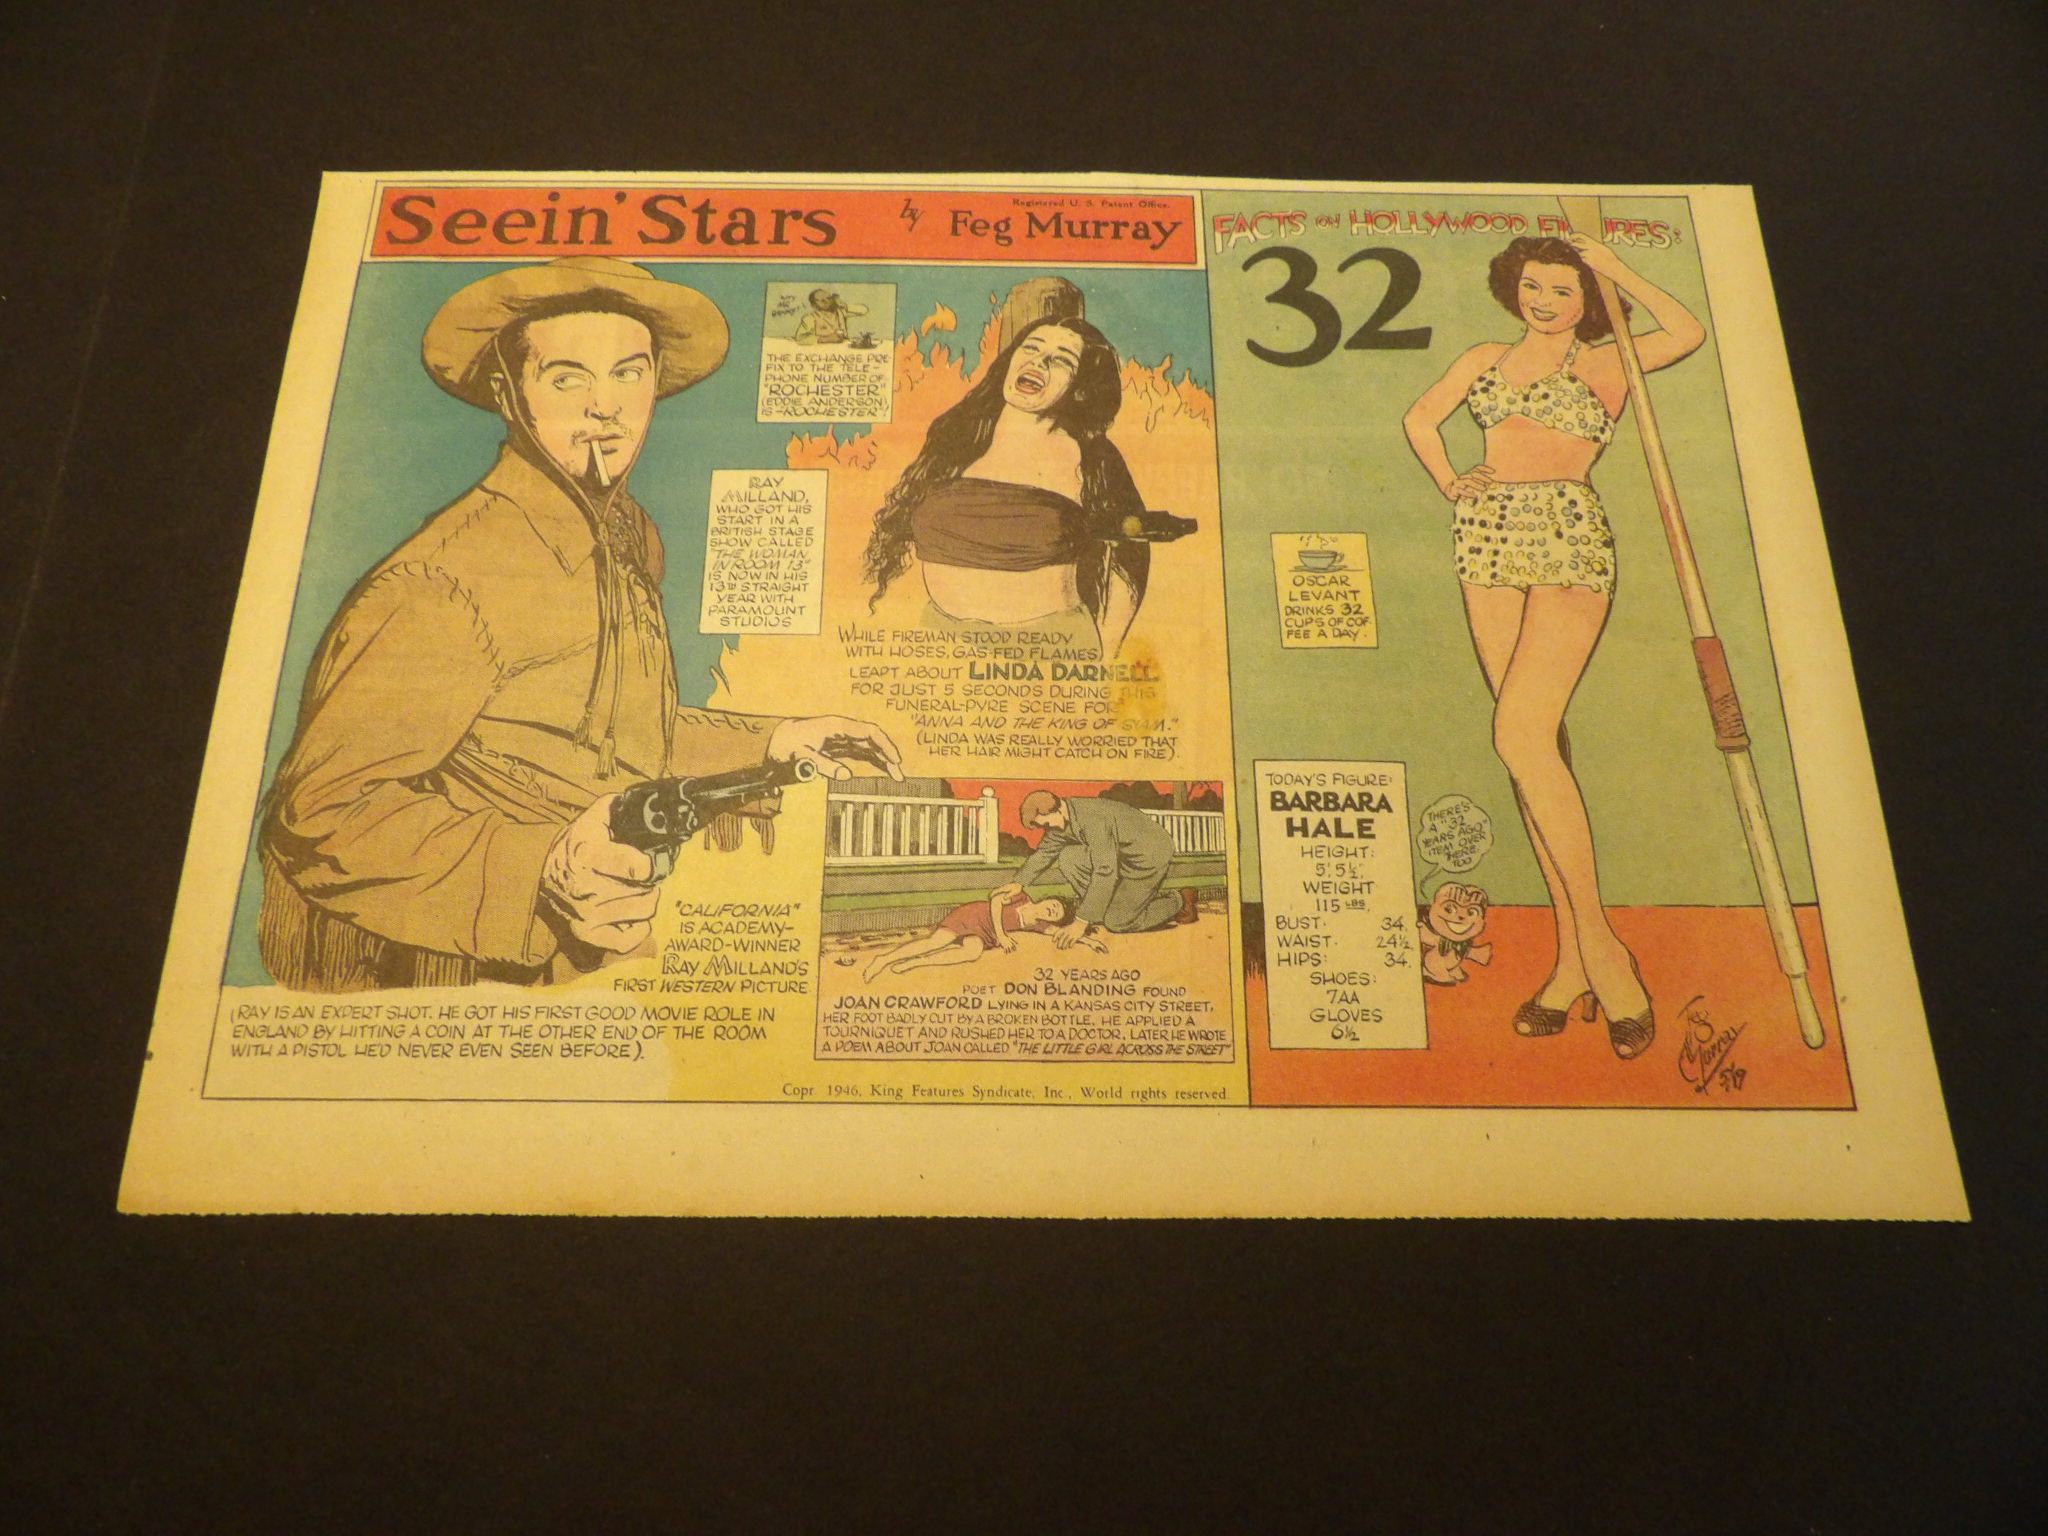 Seein' Stars
by
Registered U. S. Patent Office.
Feg Murray
THE EXCHANGE PRE-
FIX TO THE TELE-
PHONE NUMBER OF
"ROCHESTER"
(EDDIE ANDERSON)
IS - ROCHESTER"!
RAY
MILLAND,
WHO GOT HIS
START IN A
BRITISH STAGE
SHOW CALLED
"THE WOMAN
IN ROOM 13"
IS NOW IN HIS
13TH STRAIGHT
YEAR WITH
PARAMOUNT
STUDIOS
WHILE FIREMAN STOOD READY
WITH HOSES, GAS-FED FLAMES
LEAPT ABOUT LINDA DARNELL
FOR JUST 5 SECONDS DURING THIS
FUNERAL-PYRE SCENE FOR
"ANNA AND THE KING OF SIAM."
(LINDA WAS REALLY WORRIED THAT
HER HAIR MIGHT CATCH ON FIRE).
"CALIFORNIA"
IS ACADEMY-
AWARD-WINNER
RAY MILLAND'S
FIRST WESTERN PICTURE
(RAY IS AN EXPERT SHOT. HE GOT HIS FIRST GOOD MOVIE ROLE IN
ENGLAND BY HITTING A COIN AT THE OTHER END OF THE ROOM
WITH A PISTOL HE'D NEVER EVEN SEEN BEFORE).
32 YEARS AGO
POET DON BLANDING FOUND
JOAN CRAWFORD LYING IN A KANSAS CITY STREET,
HER FOOT BADLY CUT BY A BROKEN BOTTLE. HE APPLIED A
TOURNIQUET AND RUSHED HER TO A DOCTOR. LATER HE WROTE
A POEM ABOUT JOAN CALLED "THE LITTLE GIRL ACROSS THE STREET"
Copr. 1946, King Features Syndicate, Inc., World rights reserved.
FACTS ON HOLLYWOOD FI URES:
32
OSCAR
LEVANT
DRINKS 32
CUPS OF COF-
FEE A DAY.
TODAY'S FIGURE:
BARBARA
HALE
HEIGHT:
5', 5½"
WEIGHT
115 LBS.
BUST· 34.
WAIST· 24½.
HIPS: 34.
SHOES:
7AA
GLOVES
6½
THERE'S
A "32
YEARS AGO"
ITEM OVER
HERE
TOO
Feg
Murray
5/19